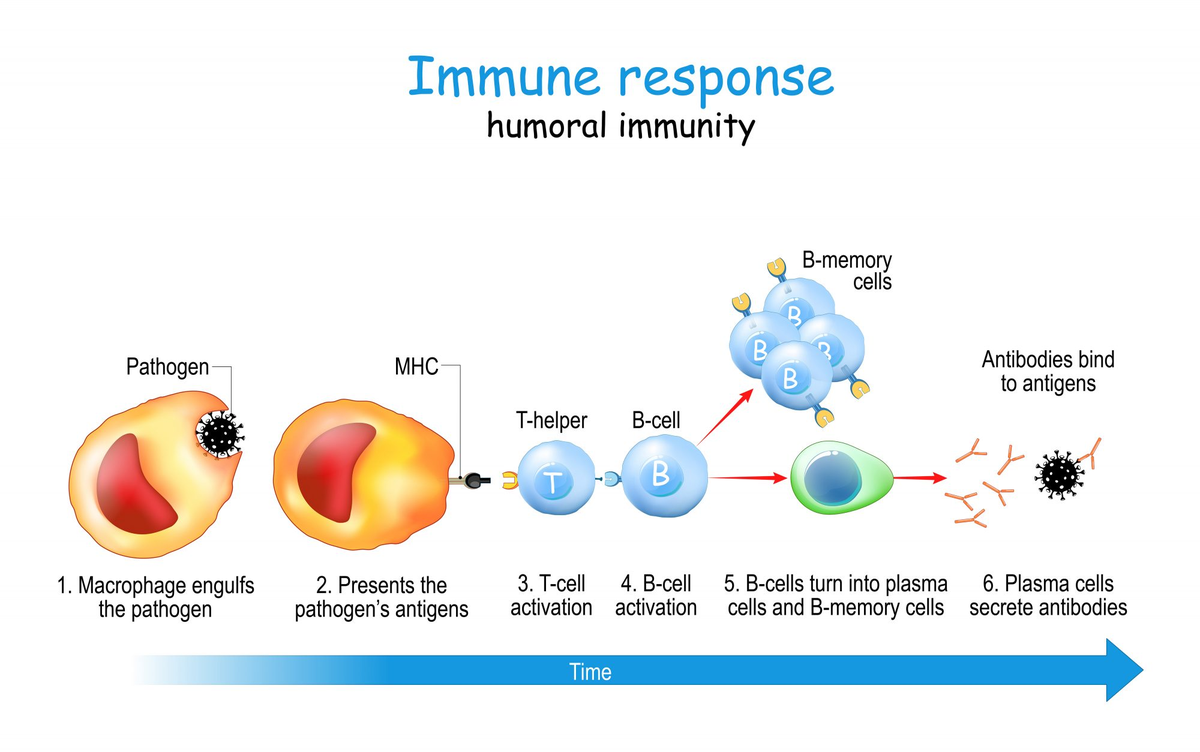 Immune response
humoral immunity
B-memory
cells
Pathogen
MHC
Antibodies bind
to antigens
T-helper
B-cell
B
B
B
B
T
B
1. Macrophage engulfs
the pathogen
2. Presents the
pathogen's antigens
3. T-cell
activation
4. B-cell
activation
5. B-cells turn into plasma
cells and B-memory cells
6. Plasma cells
secrete antibodies
Time